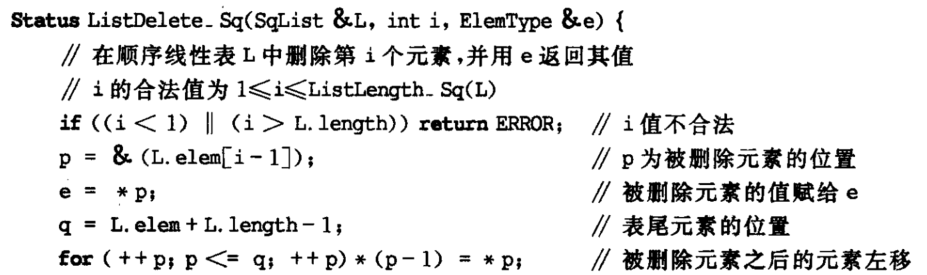 Status ListDelete_Sq(SqList &L, int i, ElemType &e) {
// 在顺序线性表 L 中删除第 i 个元素,并用 e 返回其值
// i 的合法值为 1≤i≤ListLength_Sq(L)
if ((i < 1) || (i > L.length)) return ERROR; // i 值不合法
p = &(L.elem[i-1]); // p 为被删除元素的位置
e = *p; // 被删除元素的值赋给 e
q = L.elem+L.length-1; // 表尾元素的位置
for (++p; p <= q; ++p) *(p-1) = *p; // 被删除元素之后的元素左移